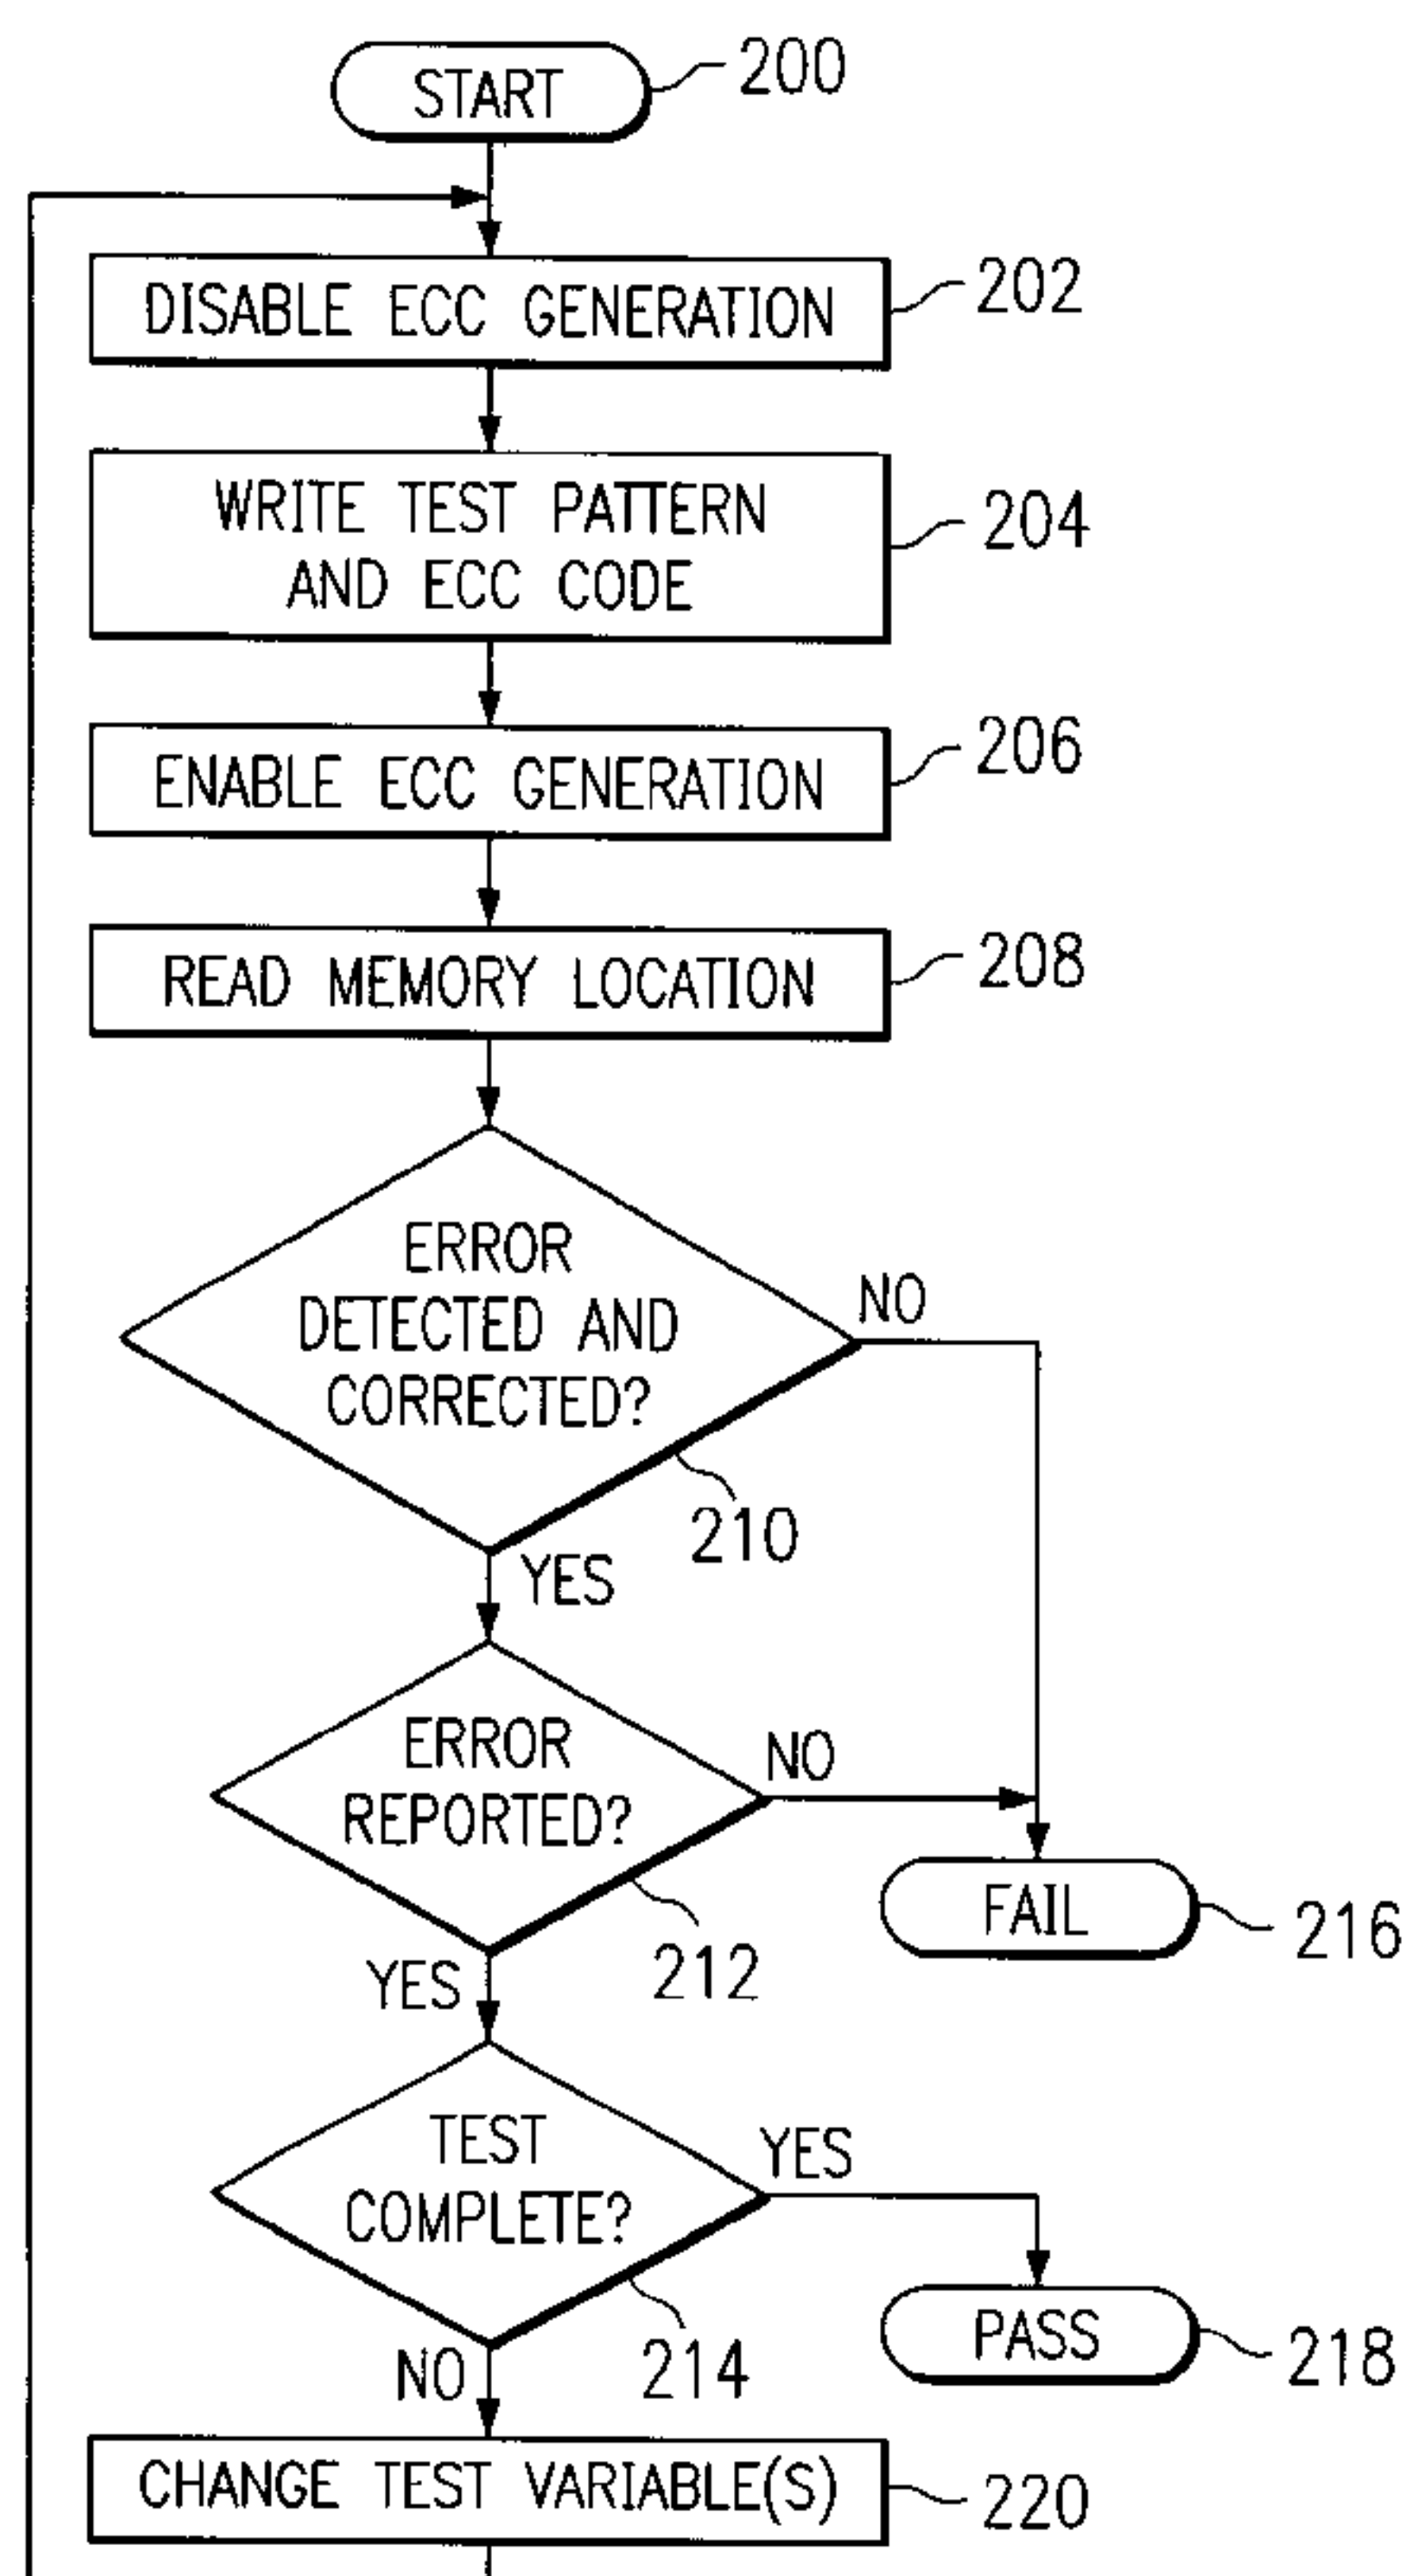 START
200
DISABLE ECC GENERATION
202
WRITE TEST PATTERN
AND ECC CODE
204
ENABLE ECC GENERATION
206
READ MEMORY LOCATION
208
ERROR
DETECTED AND
CORRECTED?
NO
210
YES
ERROR
REPORTED?
NO
212
FAIL
216
YES
TEST
COMPLETE?
YES
214
PASS
218
NO
CHANGE TEST VARIABLE(S)
220